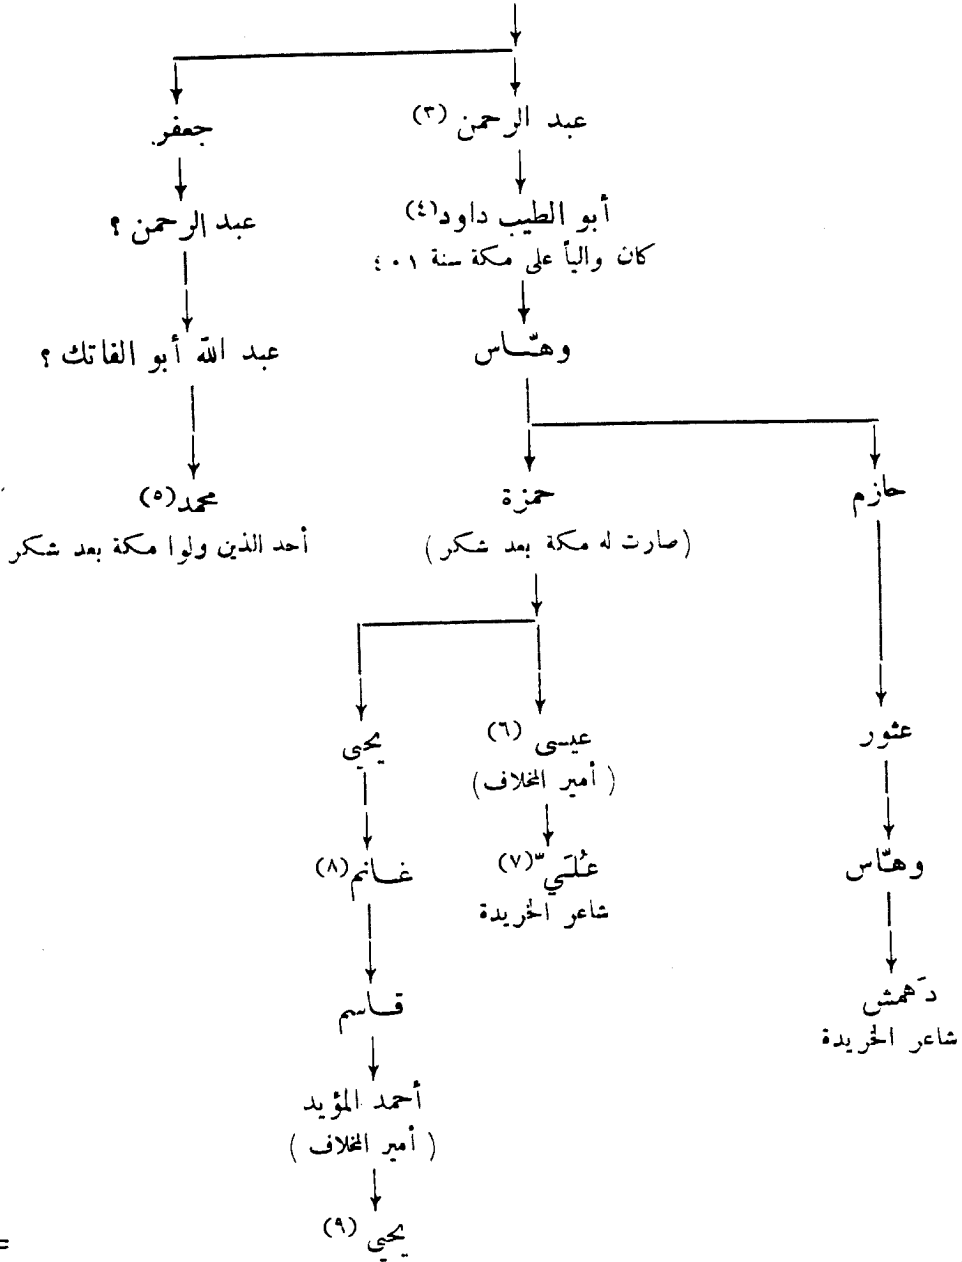 عبد الرحمن (٣)
جعفر
أبو الطيب داود (٤)
كان والياً على مكة سنة ٤٠١
عبد الرحمن ؟
وهّاس
عبد الله أبو الفاتك ؟
حازم
حمزة
(صارت له مكة بعد شكر)
محمد (٥)
أحد الذين ولوا مكة بعد شكر
عثور
عيسى (٦)
(أمير المخلاف)
يحيى
وهّاس
عُلَيّ (٧)
شاعر الخريدة
غانم (٨)
دَهمش
شاعر الخريدة
قاسم
أحمد المؤيد
(أمير المخلاف)
يحيى (٩)
=